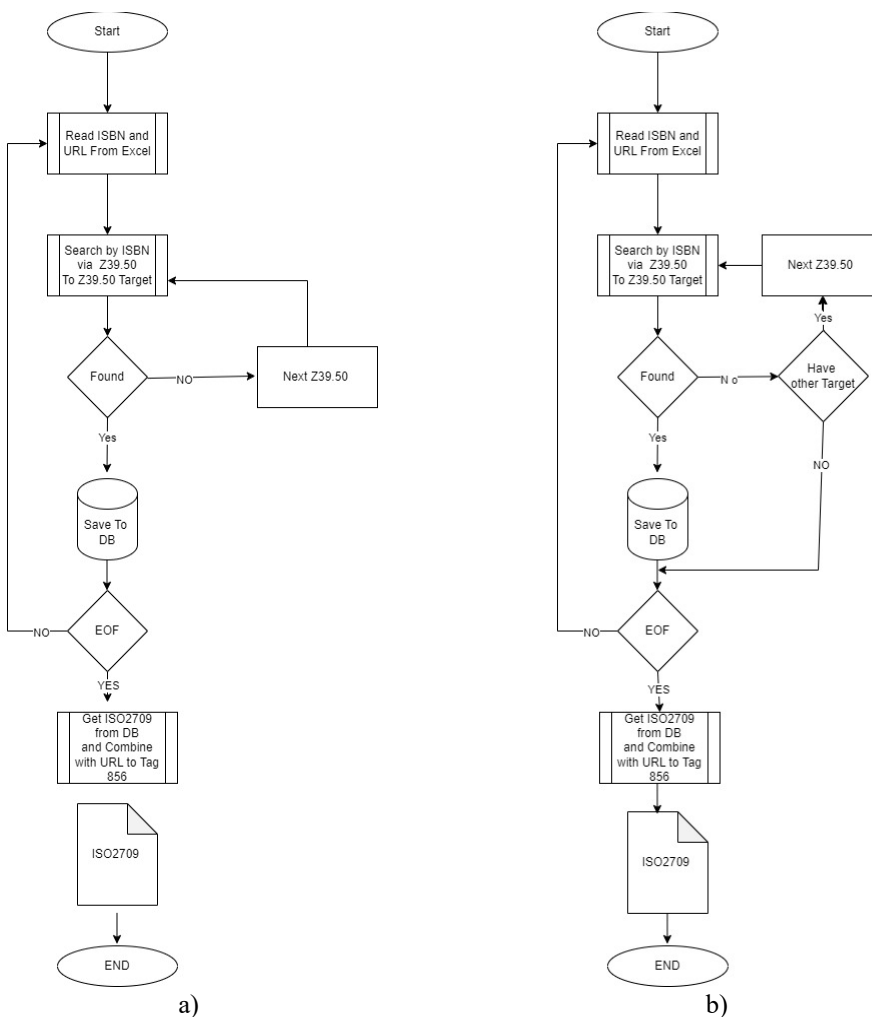 Start
Read ISBN and
URL From Excel
Search by ISBN
via Z39.50
To Z39.50 Target
Found
NO
Next Z39.50
Yes
Save To
DB
EOF
NO
YES
Get ISO2709
from DB
and Combine
with URL to Tag
856
ISO2709
END
a)
Start
Read ISBN and
URL From Excel
Search by ISBN
via Z39.50
To Z39.50 Target
Next Z39.50
Yes
Found
N o
Have
other Target
Yes
NO
Save To
DB
EOF
NO
YES
Get ISO2709
from DB
and Combine
with URL to Tag
856
ISO2709
END
b)